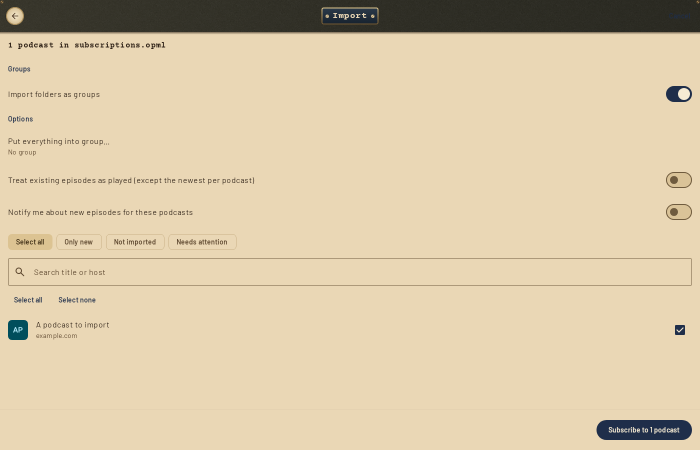 Import
1 podcast in subscriptions.opml
Groups
Import folders as groups
Options
Put everything into group...
No group
Treat existing episodes as played (except the newest per podcast)
Notify me about new episodes for these podcasts
Select all Only new Not imported Needs attention
Search title or host
Select all Select none
AP
A podcast to import
example.com
Subscribe to 1 podcast